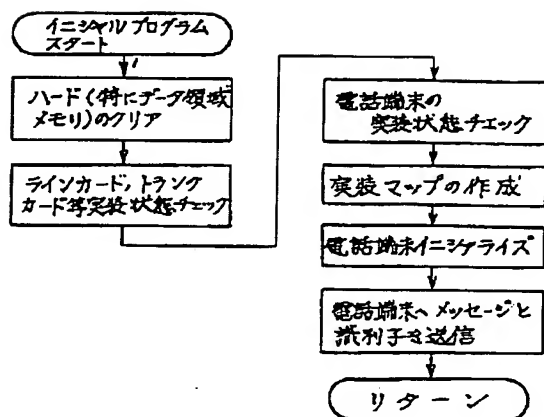 イニシャルプログラム
スタート
ハード(特にデータ領域
メモリ)のクリア
ラインカード,トランク
カード等実装状態チェック
電話端末の
実装状態チェック
実装マップの作成
電話端末イニシアライズ
電話端末へメッセージと
識別子を送信
リターン